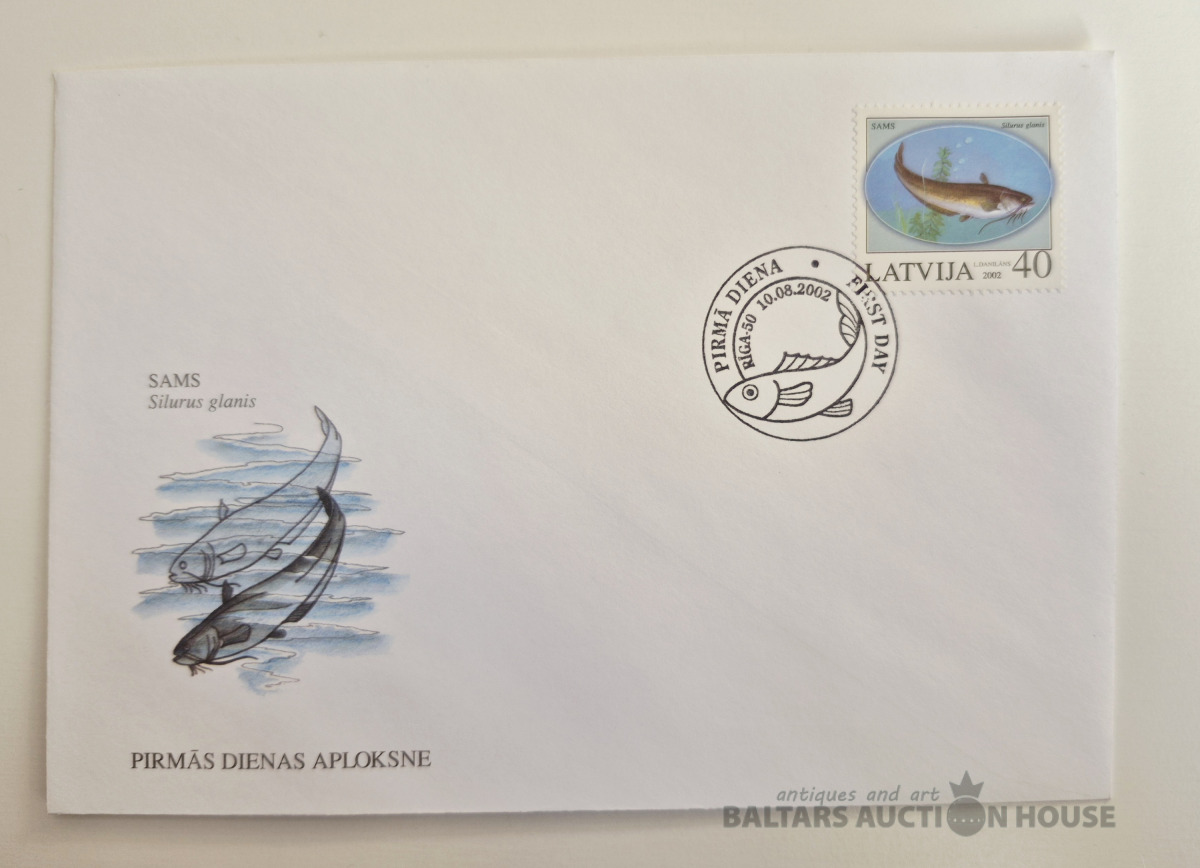 SAMS
Silurus glanis
LATVIJA
L. DANILĀNS
2002
40
PIRMĀ DIENA • FIRST DAY
RĪGA-50 10.08.2002
SAMS
Silurus glanis
PIRMĀS DIENAS APLOKSNE
antiques and art
BALTARS AUCTION HOUSE